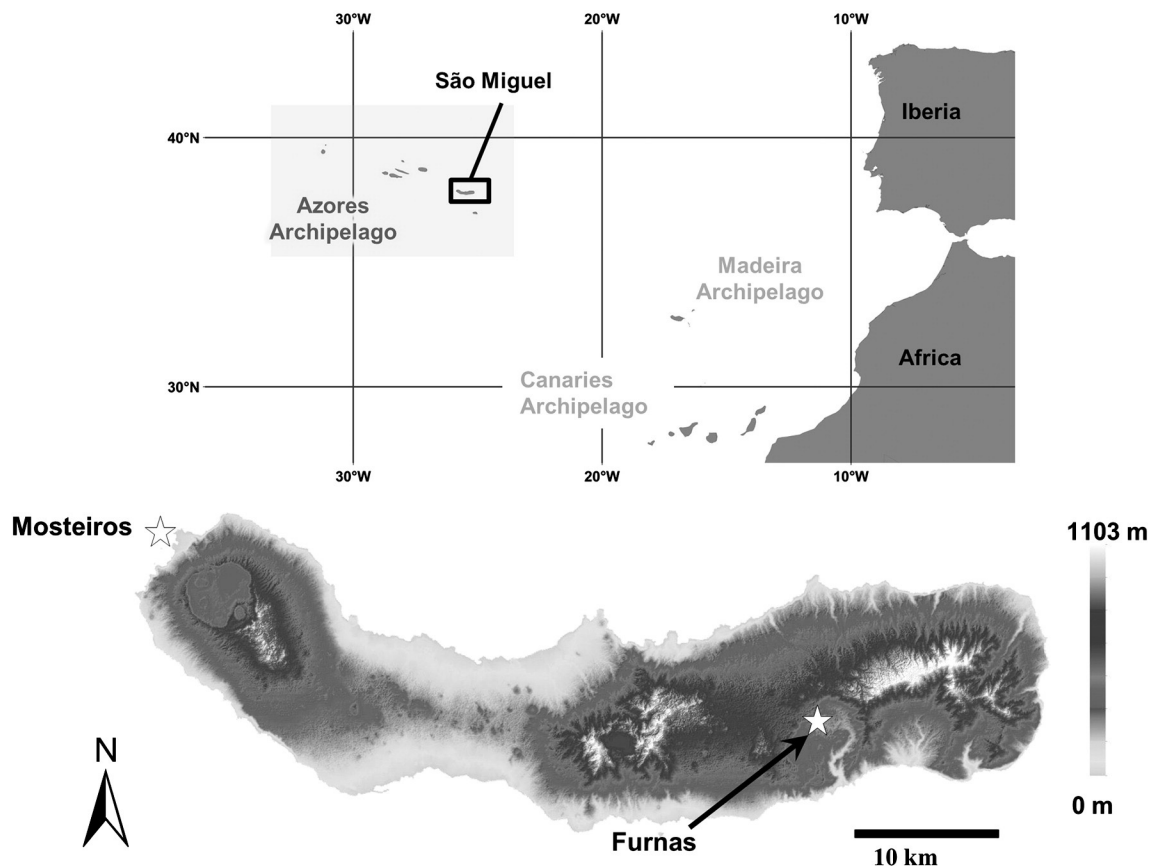 30°W
20°W
10°W
São Miguel
Iberia
40°N
Azores
Archipelago
Madeira
Archipelago
Africa
30°N
Canaries
Archipelago
30°W
20°W
10°W
Mosteiros
1103 m
N
0 m
Furnas
10 km